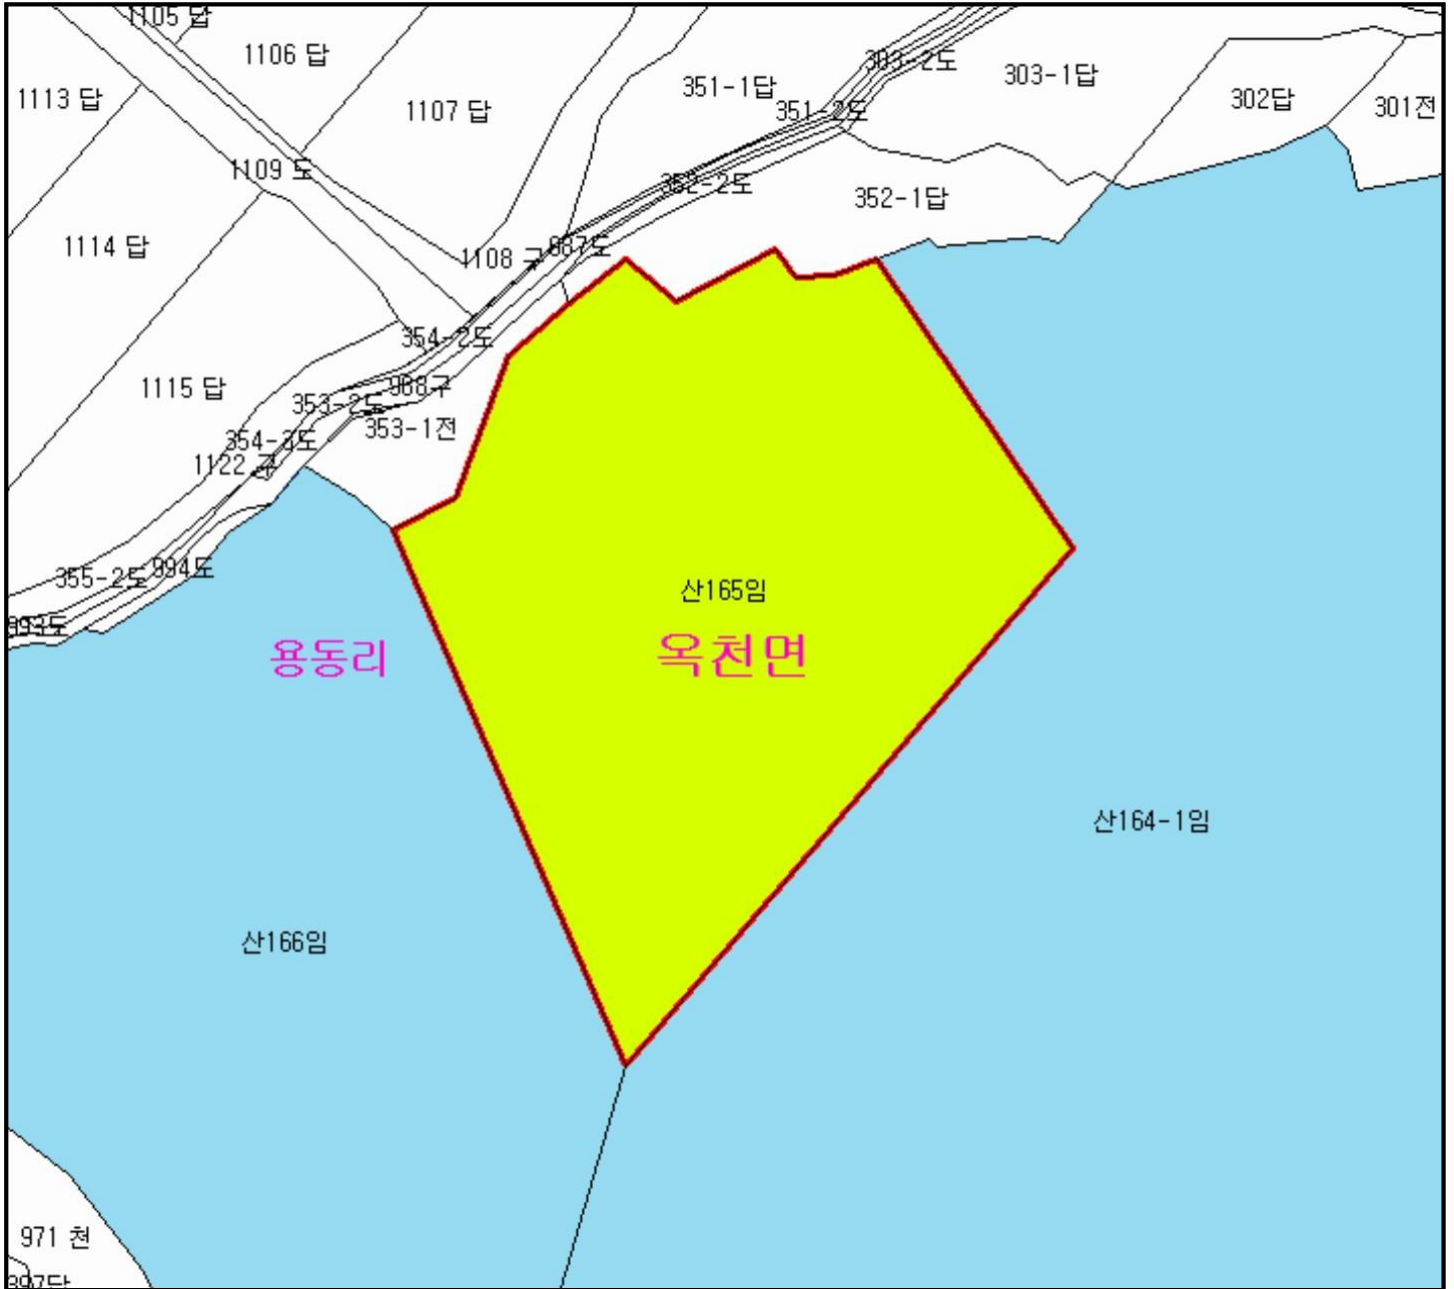 1105 답
1106 답
1113 답
1107 답
351-1답
351-2도
303-2도
303-1답
302답
301전
1109 도
352-2도
352-1답
1114 답
1108 구
987도
354-2도
1115 답
988구
353-2도
353-1전
354-3도
1122 구
355-2도
994도
993도
산165임
용동리
옥천면
산164-1임
산166임
971 천
397답